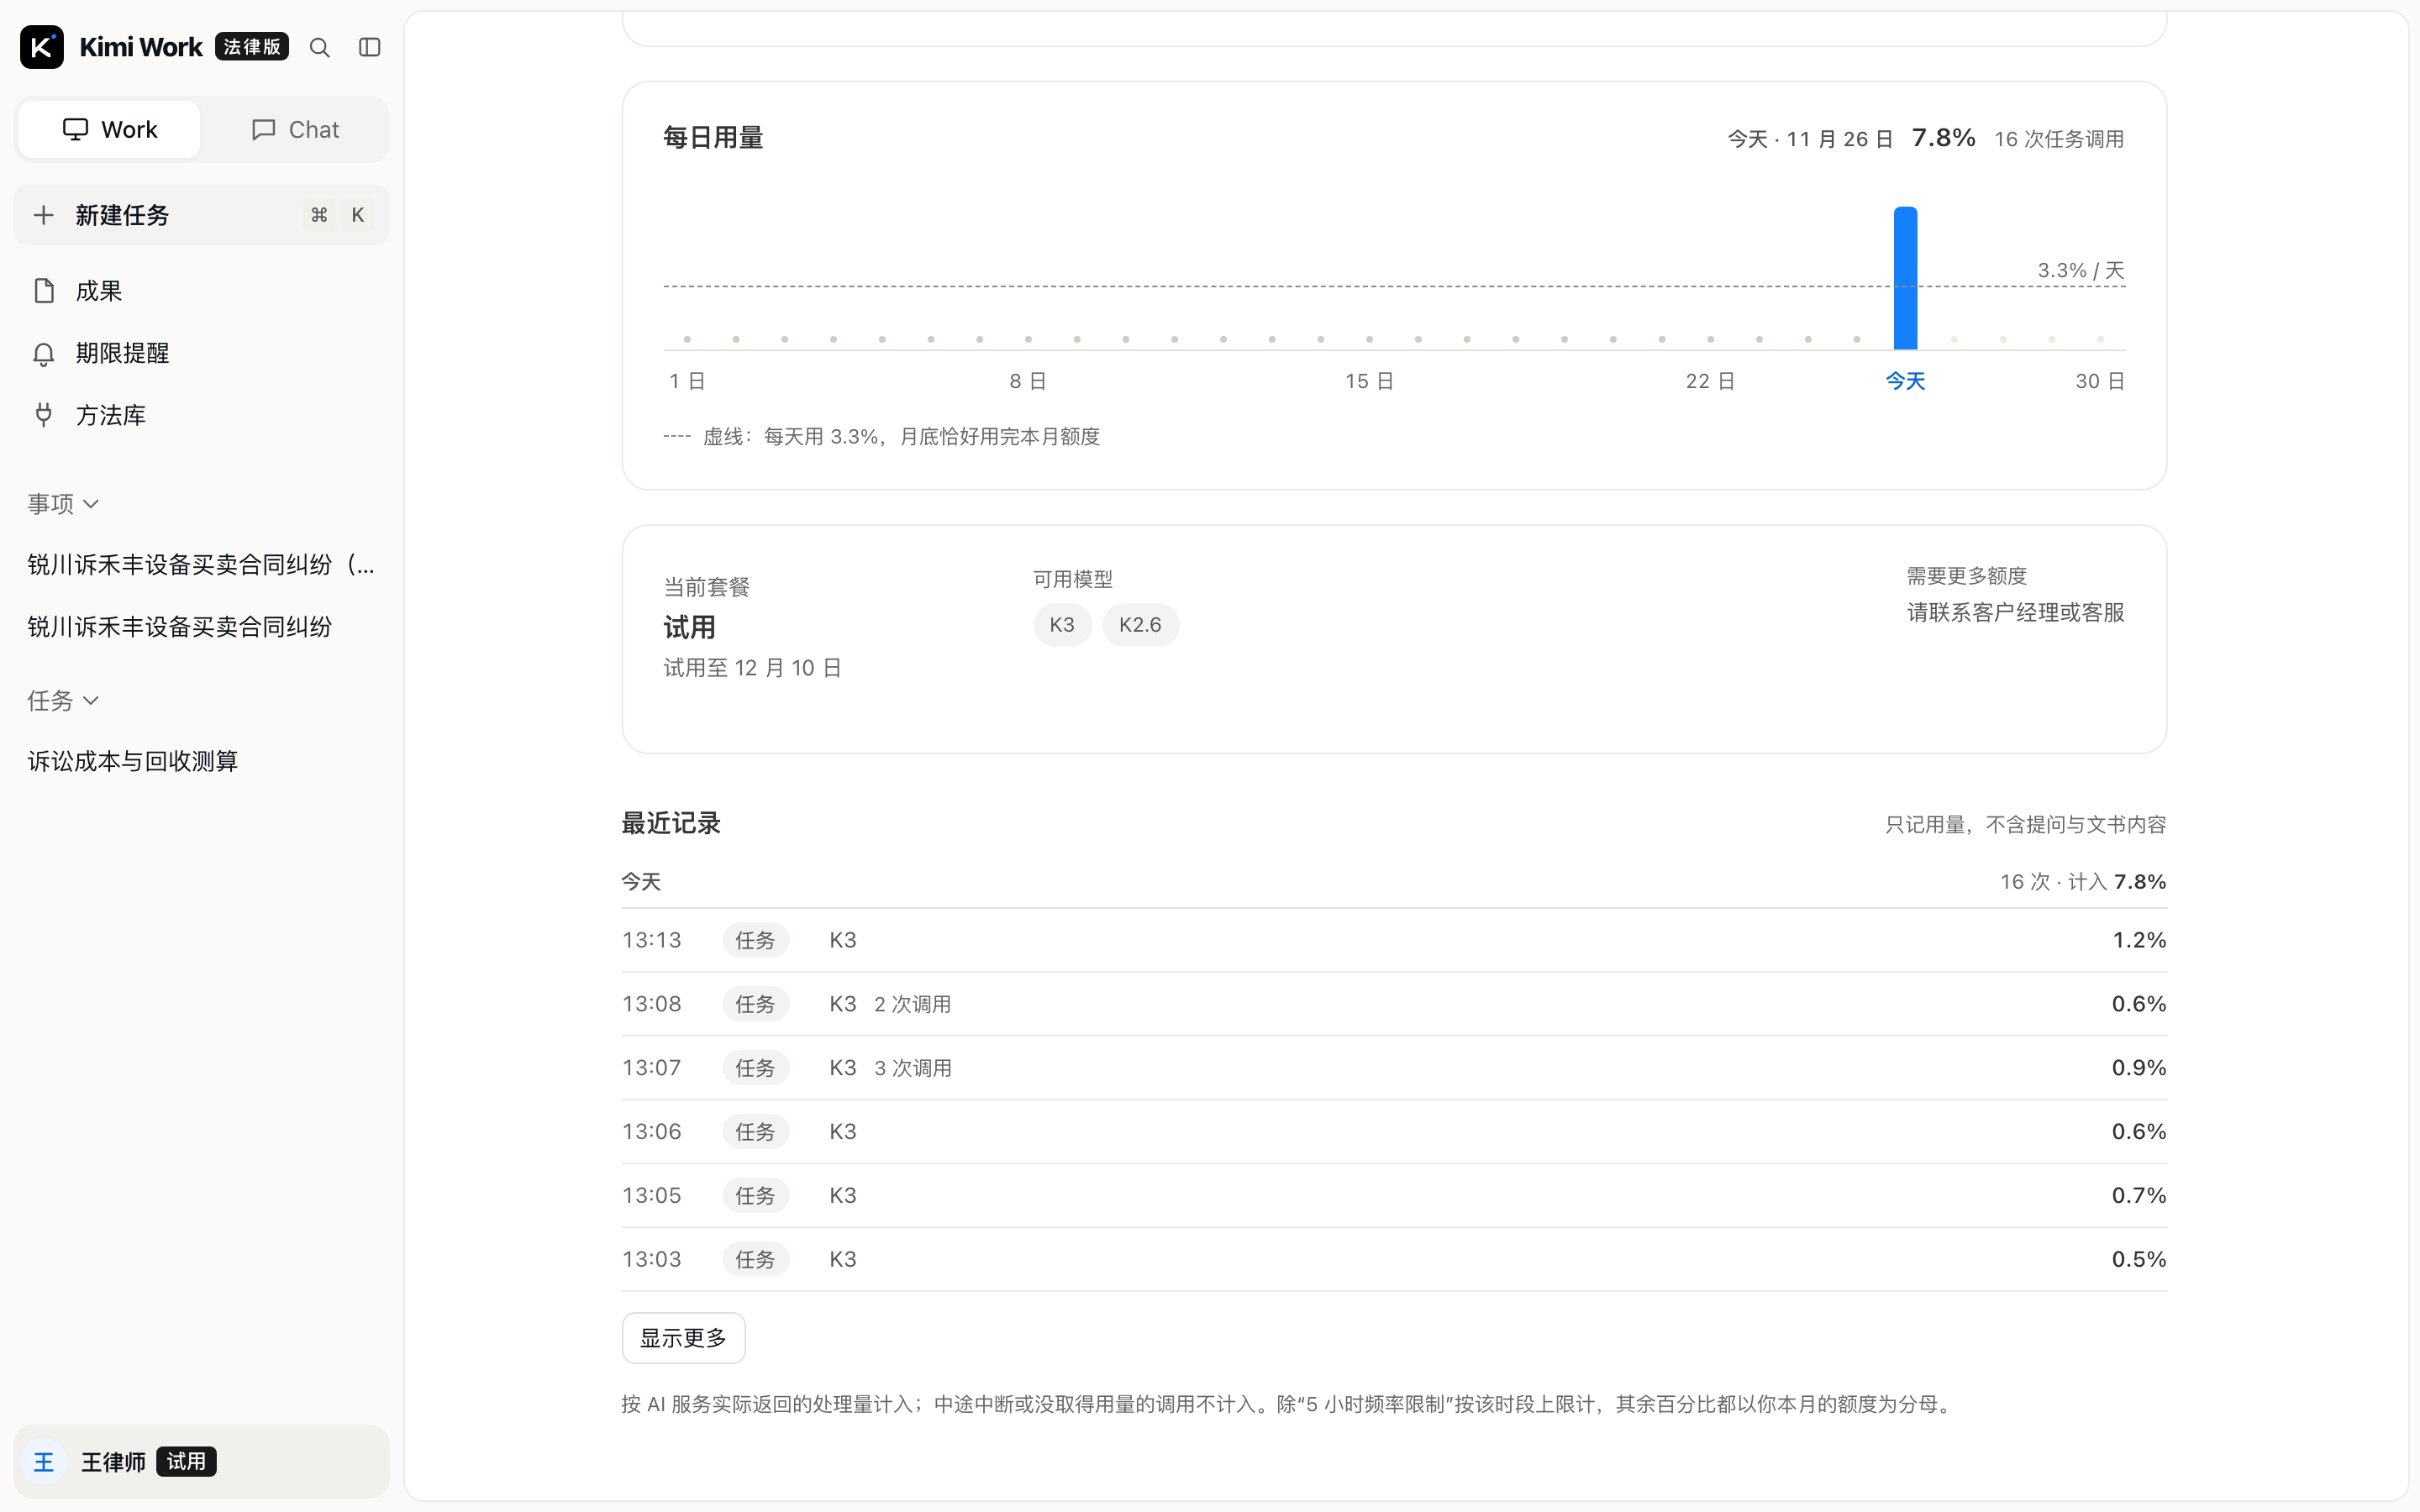 Kimi Work 法律版
Work
Chat
新建任务 ⌘ K
成果
期限提醒
方法库
事项
锐川诉禾丰设备买卖合同纠纷（...
锐川诉禾丰设备买卖合同纠纷
任务
诉讼成本与回收测算
王 王律师 试用
每日用量
今天 · 11 月 26 日 7.8% 16 次任务调用
3.3% / 天
1 日 8 日 15 日 22 日 今天 30 日
---- 虚线：每天用 3.3%，月底恰好用完本月额度
当前套餐
试用
试用至 12 月 10 日
可用模型
K3 K2.6
需要更多额度
请联系客户经理或客服
最近记录
只记用量，不含提问与文书内容
今天 16 次 · 计入 7.8%
13:13 任务 K3 1.2%
13:08 任务 K3 2 次调用 0.6%
13:07 任务 K3 3 次调用 0.9%
13:06 任务 K3 0.6%
13:05 任务 K3 0.7%
13:03 任务 K3 0.5%
显示更多
按 AI 服务实际返回的处理量计入；中途中断或没取得用量的调用不计入。除“5 小时频率限制”按该时段上限计，其余百分比都以你本月的额度为分母。